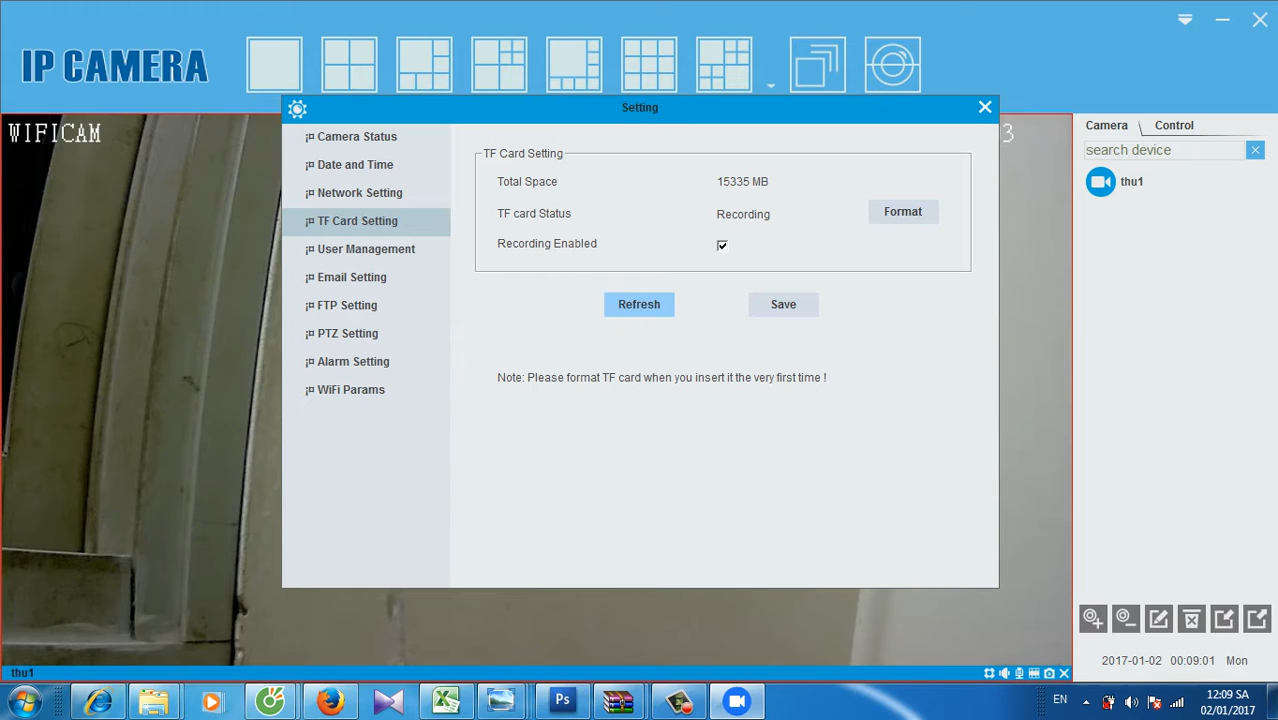 IP CAMERA
Setting
WIFICAM
3
Camera Status
Date and Time
Network Setting
TF Card Setting
User Management
Email Setting
FTP Setting
PTZ Setting
Alarm Setting
WiFi Params
TF Card Setting
Total Space 15335 MB
TF card Status Recording
Format
Recording Enabled
Refresh Save
Note: Please format TF card when you insert it the very first time !
Camera Control
search device
thu1
2017-01-02 00:09:01 Mon
thu1
Ps
EN
12:09 SA
02/01/2017